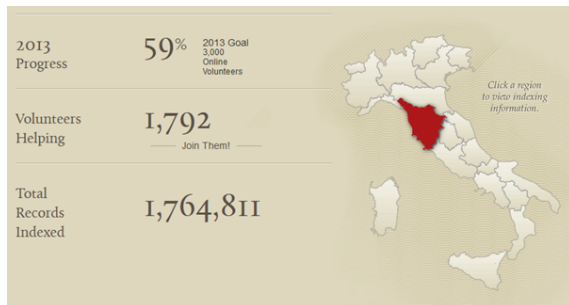 2013
Progress
59%
2013 Goal
3,000
Online
Volunteers
Click a region
to view indexing
information.
Volunteers
Helping
1,792
Join Them!
Total
Records
Indexed
1,764,811